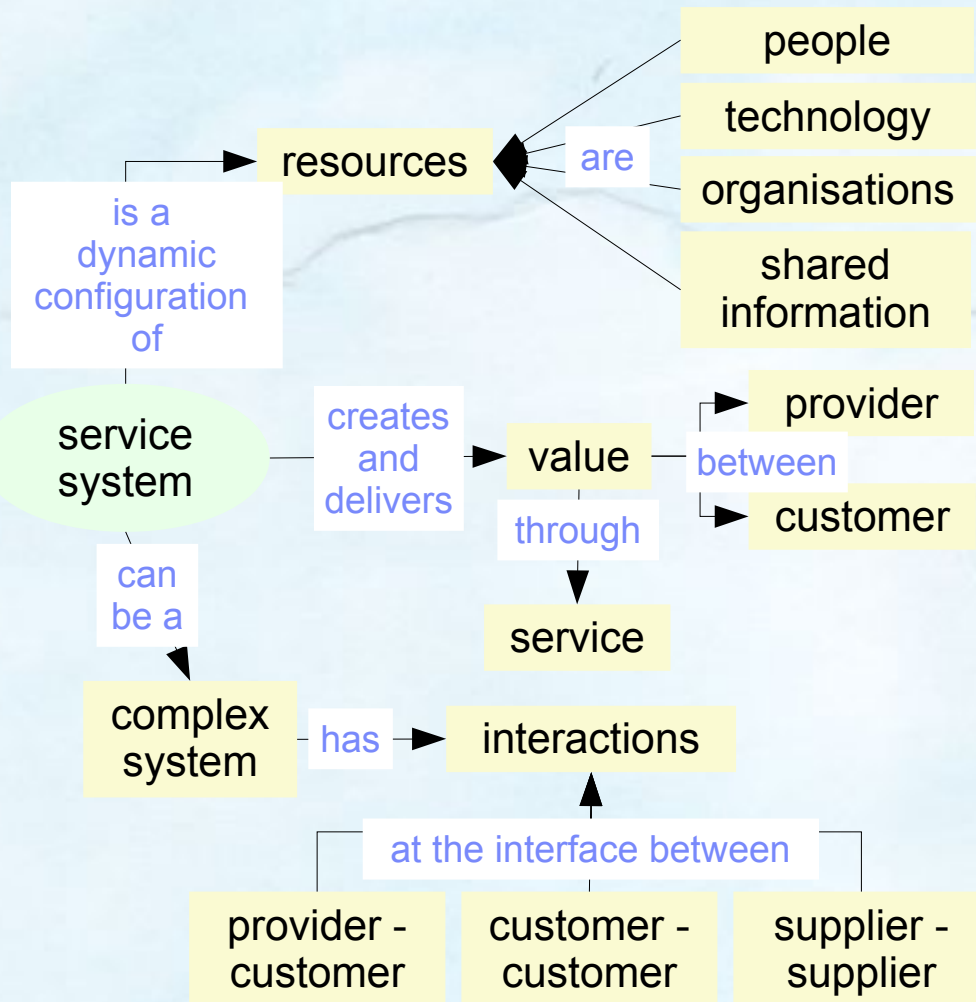 people
technology
resources
are
organisations
is a
dynamic
configuration
of
shared
information
service
system
creates
and
delivers
value
between
provider
customer
through
can
be a
service
complex
system
has
interactions
at the interface between
provider -
customer
customer -
customer
supplier -
supplier